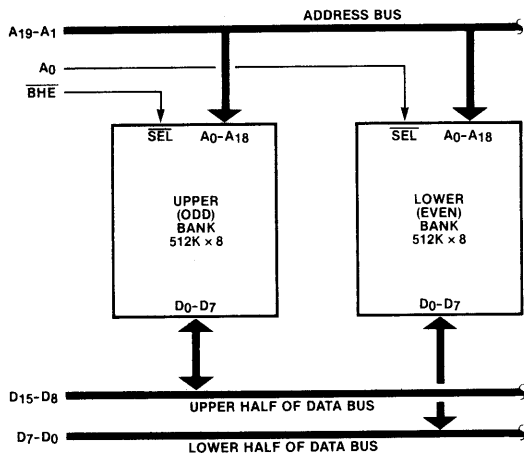 ADDRESS BUS
A19-A1
A0
BHE
SEL A0-A18
SEL A0-A18
UPPER
(ODD)
BANK
512K × 8
LOWER
(EVEN)
BANK
512K × 8
D0-D7
D0-D7
D15-D8
UPPER HALF OF DATA BUS
D7-D0
LOWER HALF OF DATA BUS